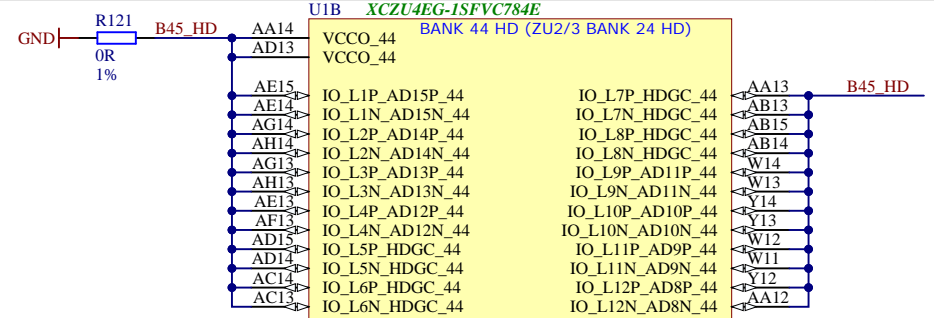 U1B XCZU4EG-1SFVC784E
BANK 44 HD (ZU2/3 BANK 24 HD)
R121
GND B45_HD
0R
1%
AA14 VCCO_44
AD13 VCCO_44
AE15 IO_L1P_AD15P_44 IO_L7P_HDGC_44 AA13 B45_HD
AE14 IO_L1N_AD15N_44 IO_L7N_HDGC_44 AB13
AG14 IO_L2P_AD14P_44 IO_L8P_HDGC_44 AB15
AH14 IO_L2N_AD14N_44 IO_L8N_HDGC_44 AB14
AG13 IO_L3P_AD13P_44 IO_L9P_AD11P_44 W14
AH13 IO_L3N_AD13N_44 IO_L9N_AD11N_44 W13
AE13 IO_L4P_AD12P_44 IO_L10P_AD10P_44 Y14
AF13 IO_L4N_AD12N_44 IO_L10N_AD10N_44 Y13
AD15 IO_L5P_HDGC_44 IO_L11P_AD9P_44 W12
AD14 IO_L5N_HDGC_44 IO_L11N_AD9N_44 W11
AC14 IO_L6P_HDGC_44 IO_L12P_AD8P_44 Y12
AC13 IO_L6N_HDGC_44 IO_L12N_AD8N_44 AA12